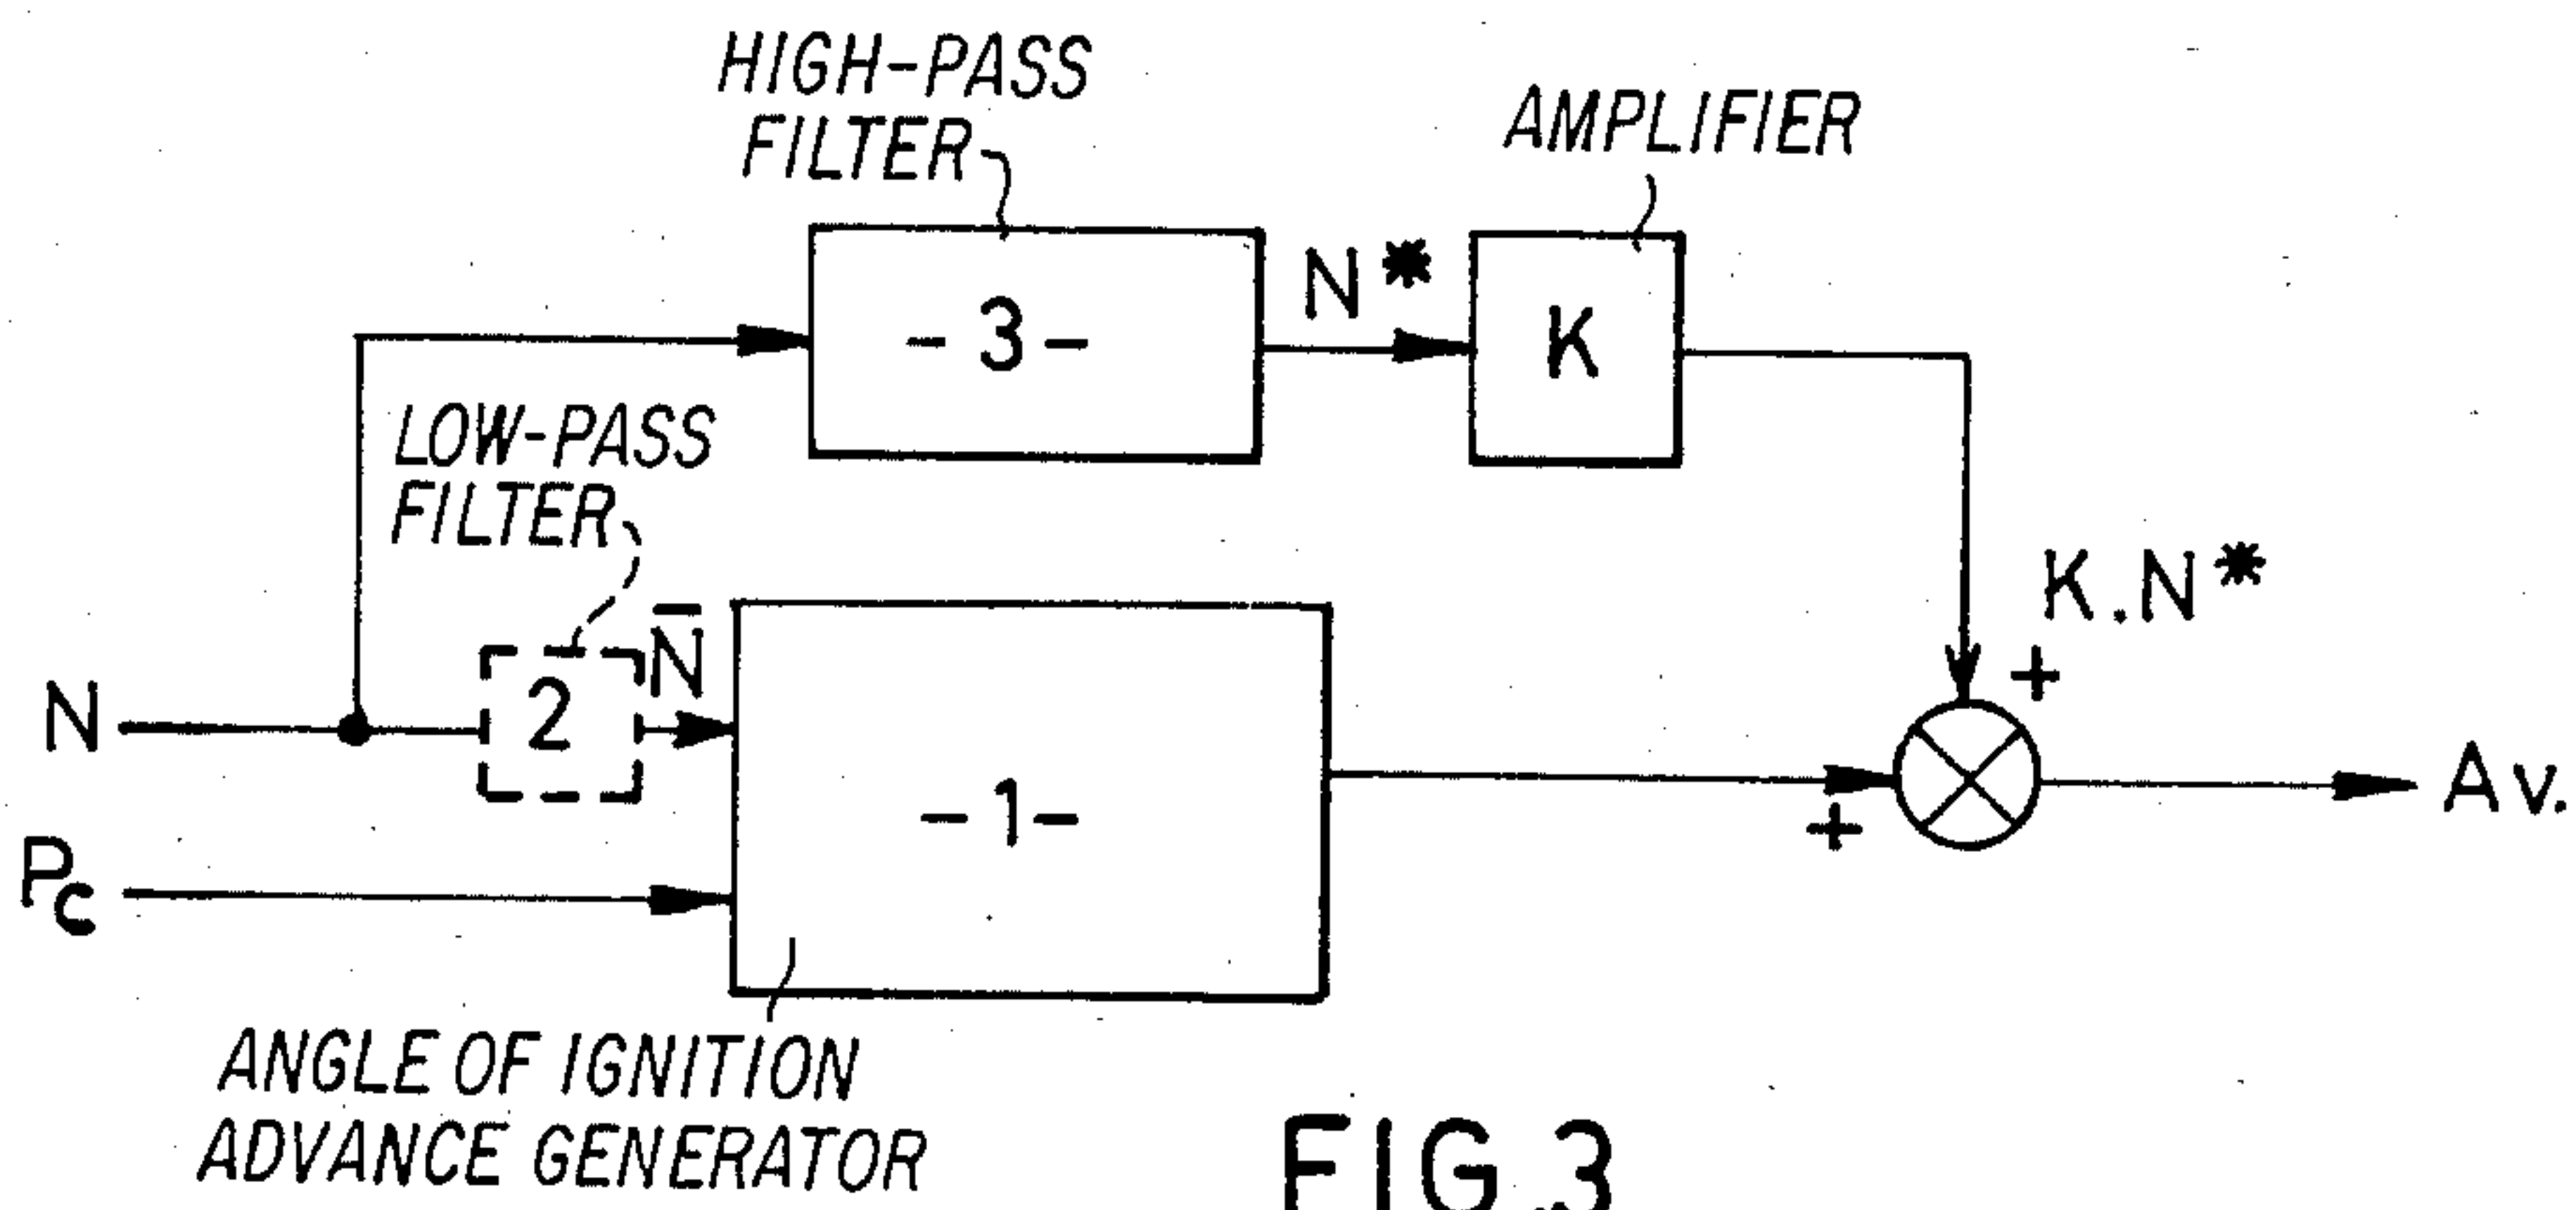 HIGH-PASS
FILTER
AMPLIFIER
-3-
N*
K
LOW-PASS
FILTER
K.N*
N
2
N̄
+
-1-
+
Av.
Pc
ANGLE OF IGNITION
ADVANCE GENERATOR
FIG.3